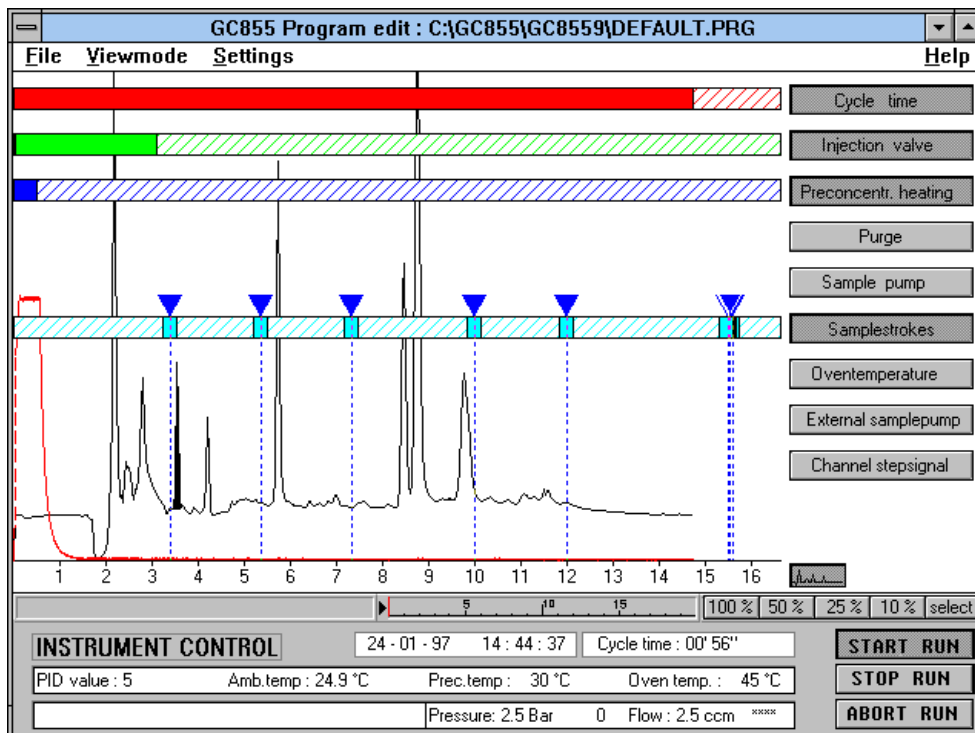 GC855 Program edit : C:\GC855\GC8559\DEFAULT.PRG
File Viewmode Settings Help
Cycle time
Injection valve
Preconcentr. heating
Purge
Sample pump
Samplestrokes
Oventemperature
External samplepump
Channel stepsignal
1 2 3 4 5 6 7 8 9 10 11 12 13 14 15 16
5 10 15 100 % 50 % 25 % 10 % select
INSTRUMENT CONTROL 24 - 01 - 97 14 : 44 : 37 Cycle time : 00' 56'' START RUN
PID value : 5 Amb.temp : 24.9 °C Prec.temp : 30 °C Oven temp. : 45 °C STOP RUN
Pressure: 2.5 Bar 0 Flow : 2.5 ccm **** ABORT RUN